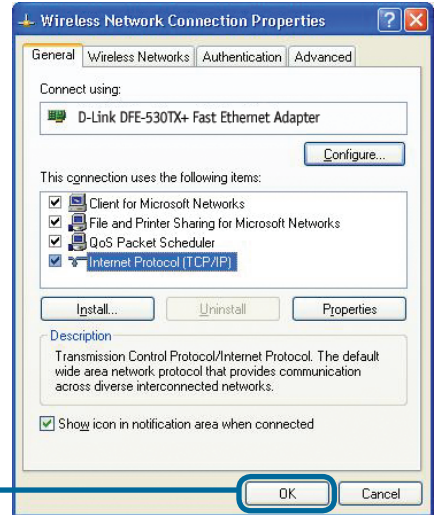 Wireless Network Connection Properties
General Wireless Networks Authentication Advanced
Connect using:
D-Link DFE-530TX+ Fast Ethernet Adapter
Configure...
This connection uses the following items:
Client for Microsoft Networks
File and Printer Sharing for Microsoft Networks
QoS Packet Scheduler
Internet Protocol (TCP/IP)
Install... Uninstall Properties
Description
Transmission Control Protocol/Internet Protocol. The default
wide area network protocol that provides communication
across diverse interconnected networks.
Show icon in notification area when connected
OK Cancel